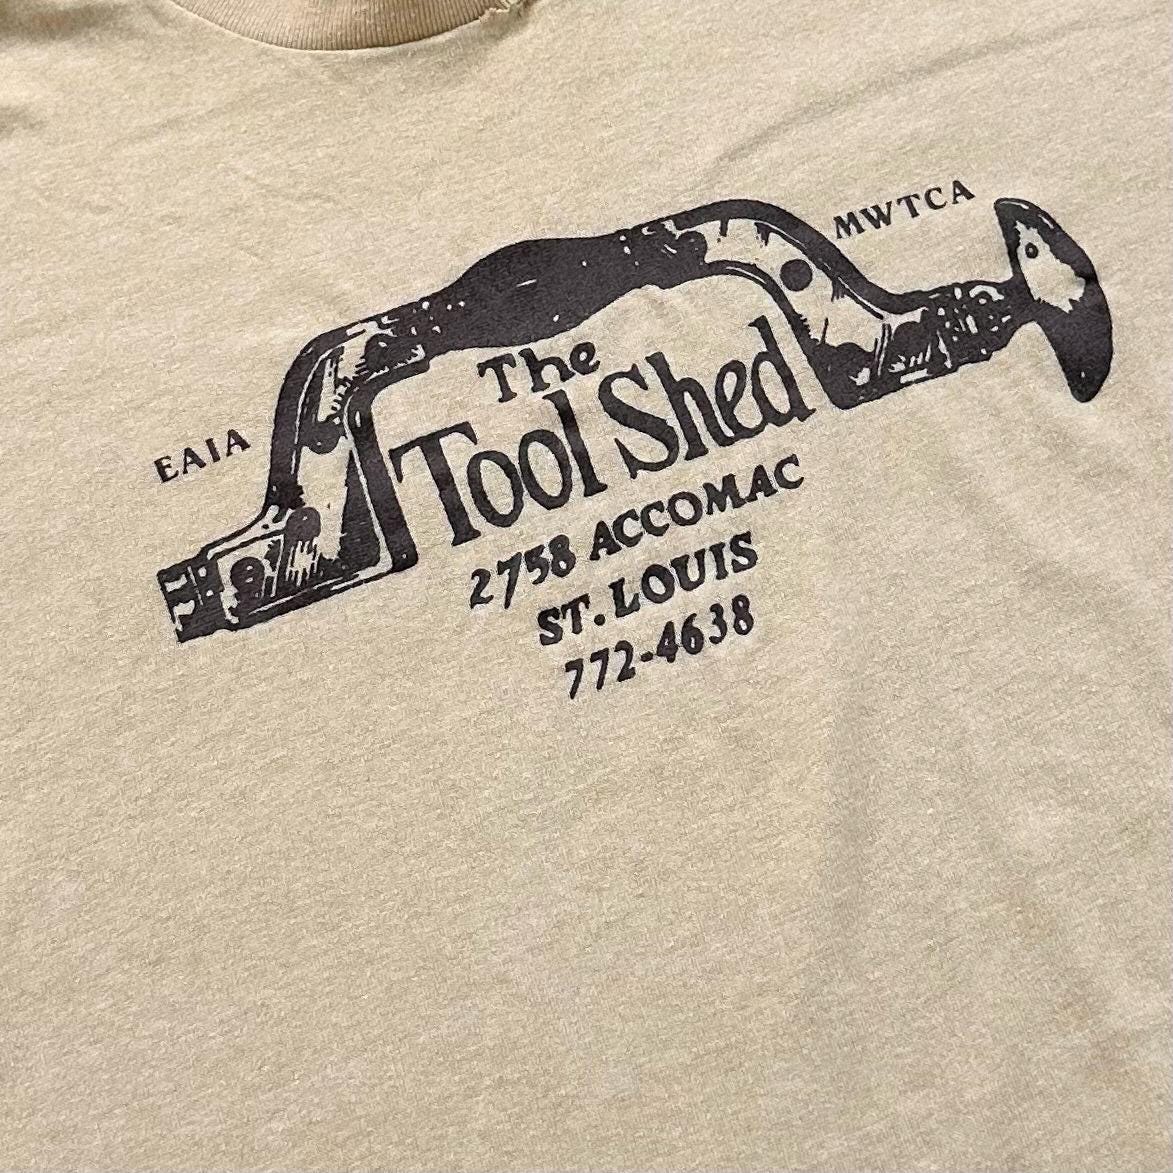 MWTCA
EAIA
The
Tool Shed
2758 ACCOMAC
ST. LOUIS
772-4638